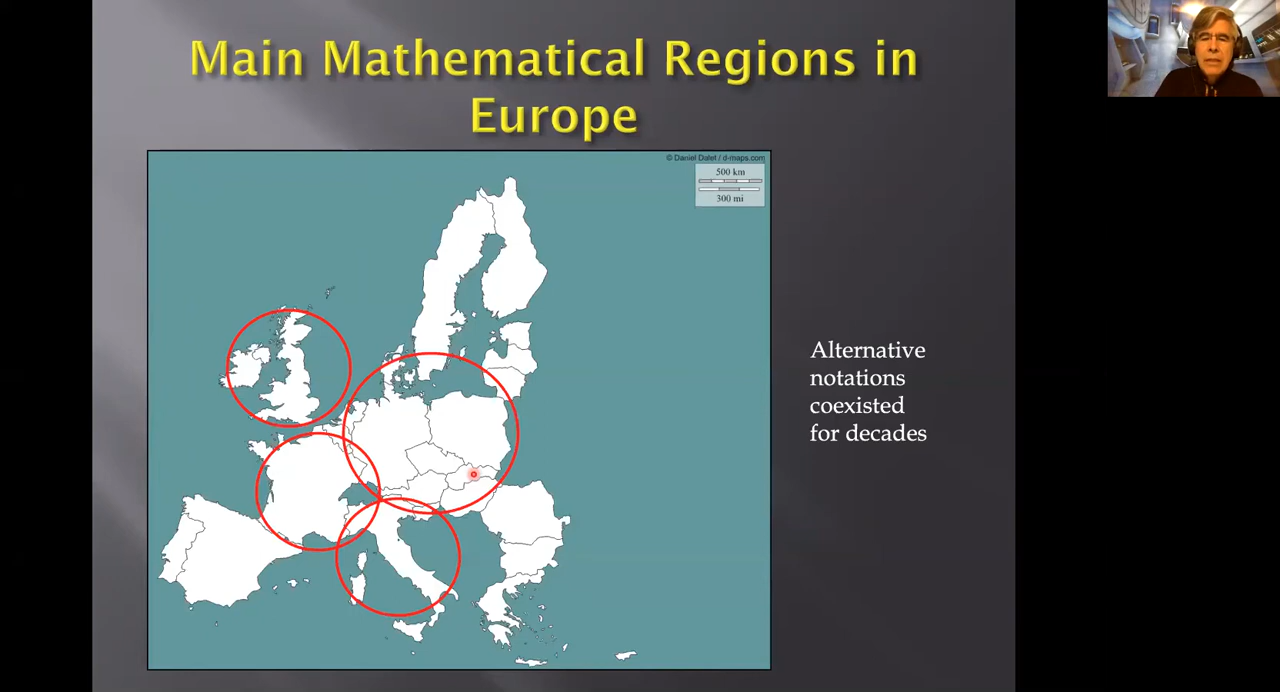 Main Mathematical Regions in
Europe
© Daniel Dalet / d-maps.com
500 km
300 mi
Alternative
notations
coexisted
for decades